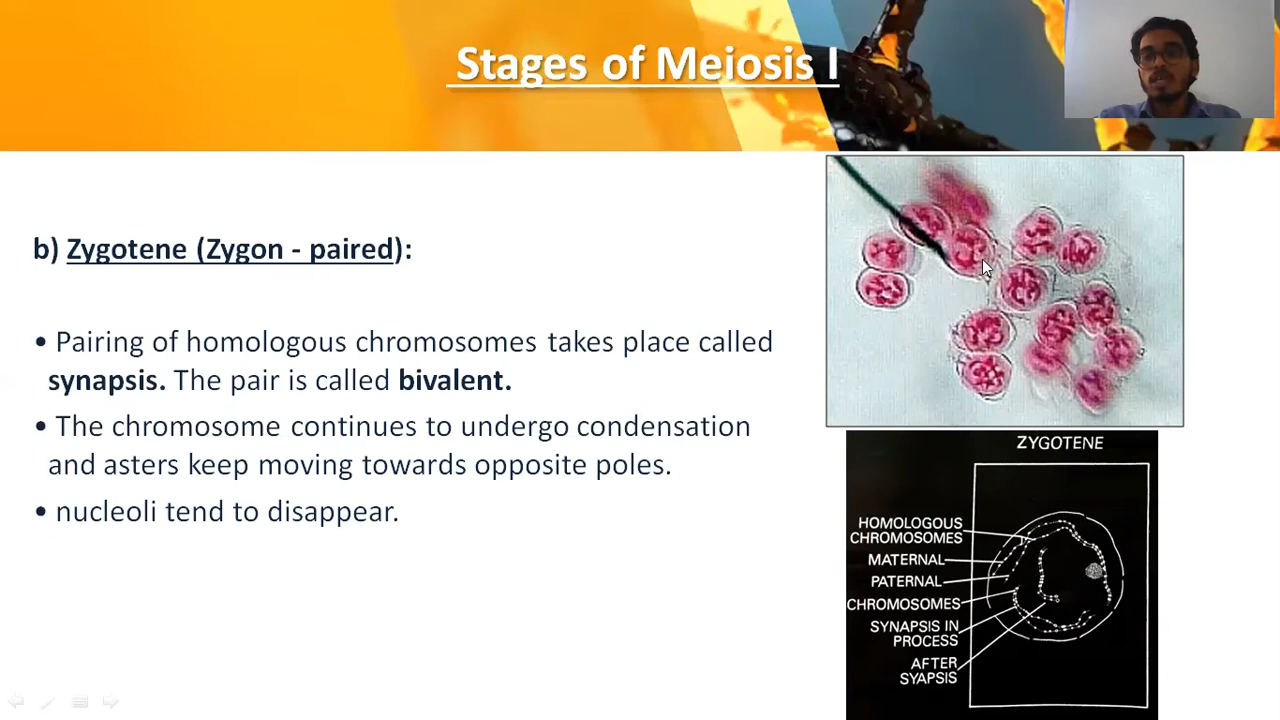 Stages of Meiosis I
b) Zygotene (Zygon - paired):
• Pairing of homologous chromosomes takes place called
synapsis. The pair is called bivalent.
• The chromosome continues to undergo condensation
and asters keep moving towards opposite poles.
• nucleoli tend to disappear.
ZYGOTENE
HOMOLOGOUS
CHROMOSOMES
MATERNAL
PATERNAL
CHROMOSOMES
SYNAPSIS IN
PROCESS
AFTER
SYAPSIS